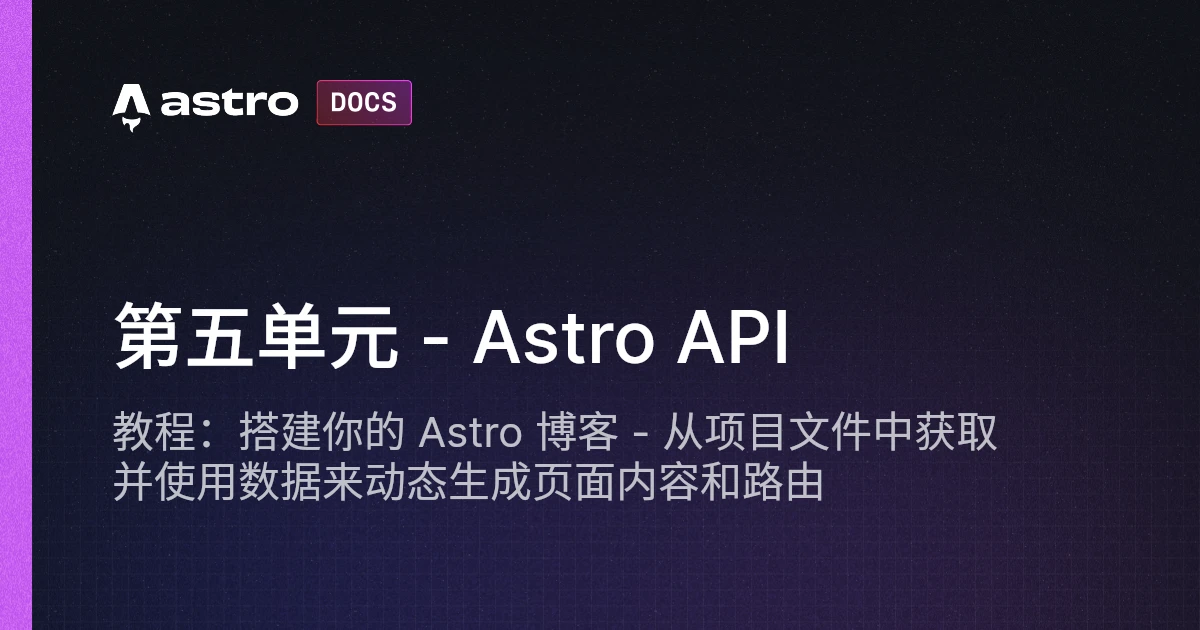 astro DOCS
第五单元 - Astro API
教程：搭建你的 Astro 博客 - 从项目文件中获取
并使用数据来动态生成页面内容和路由